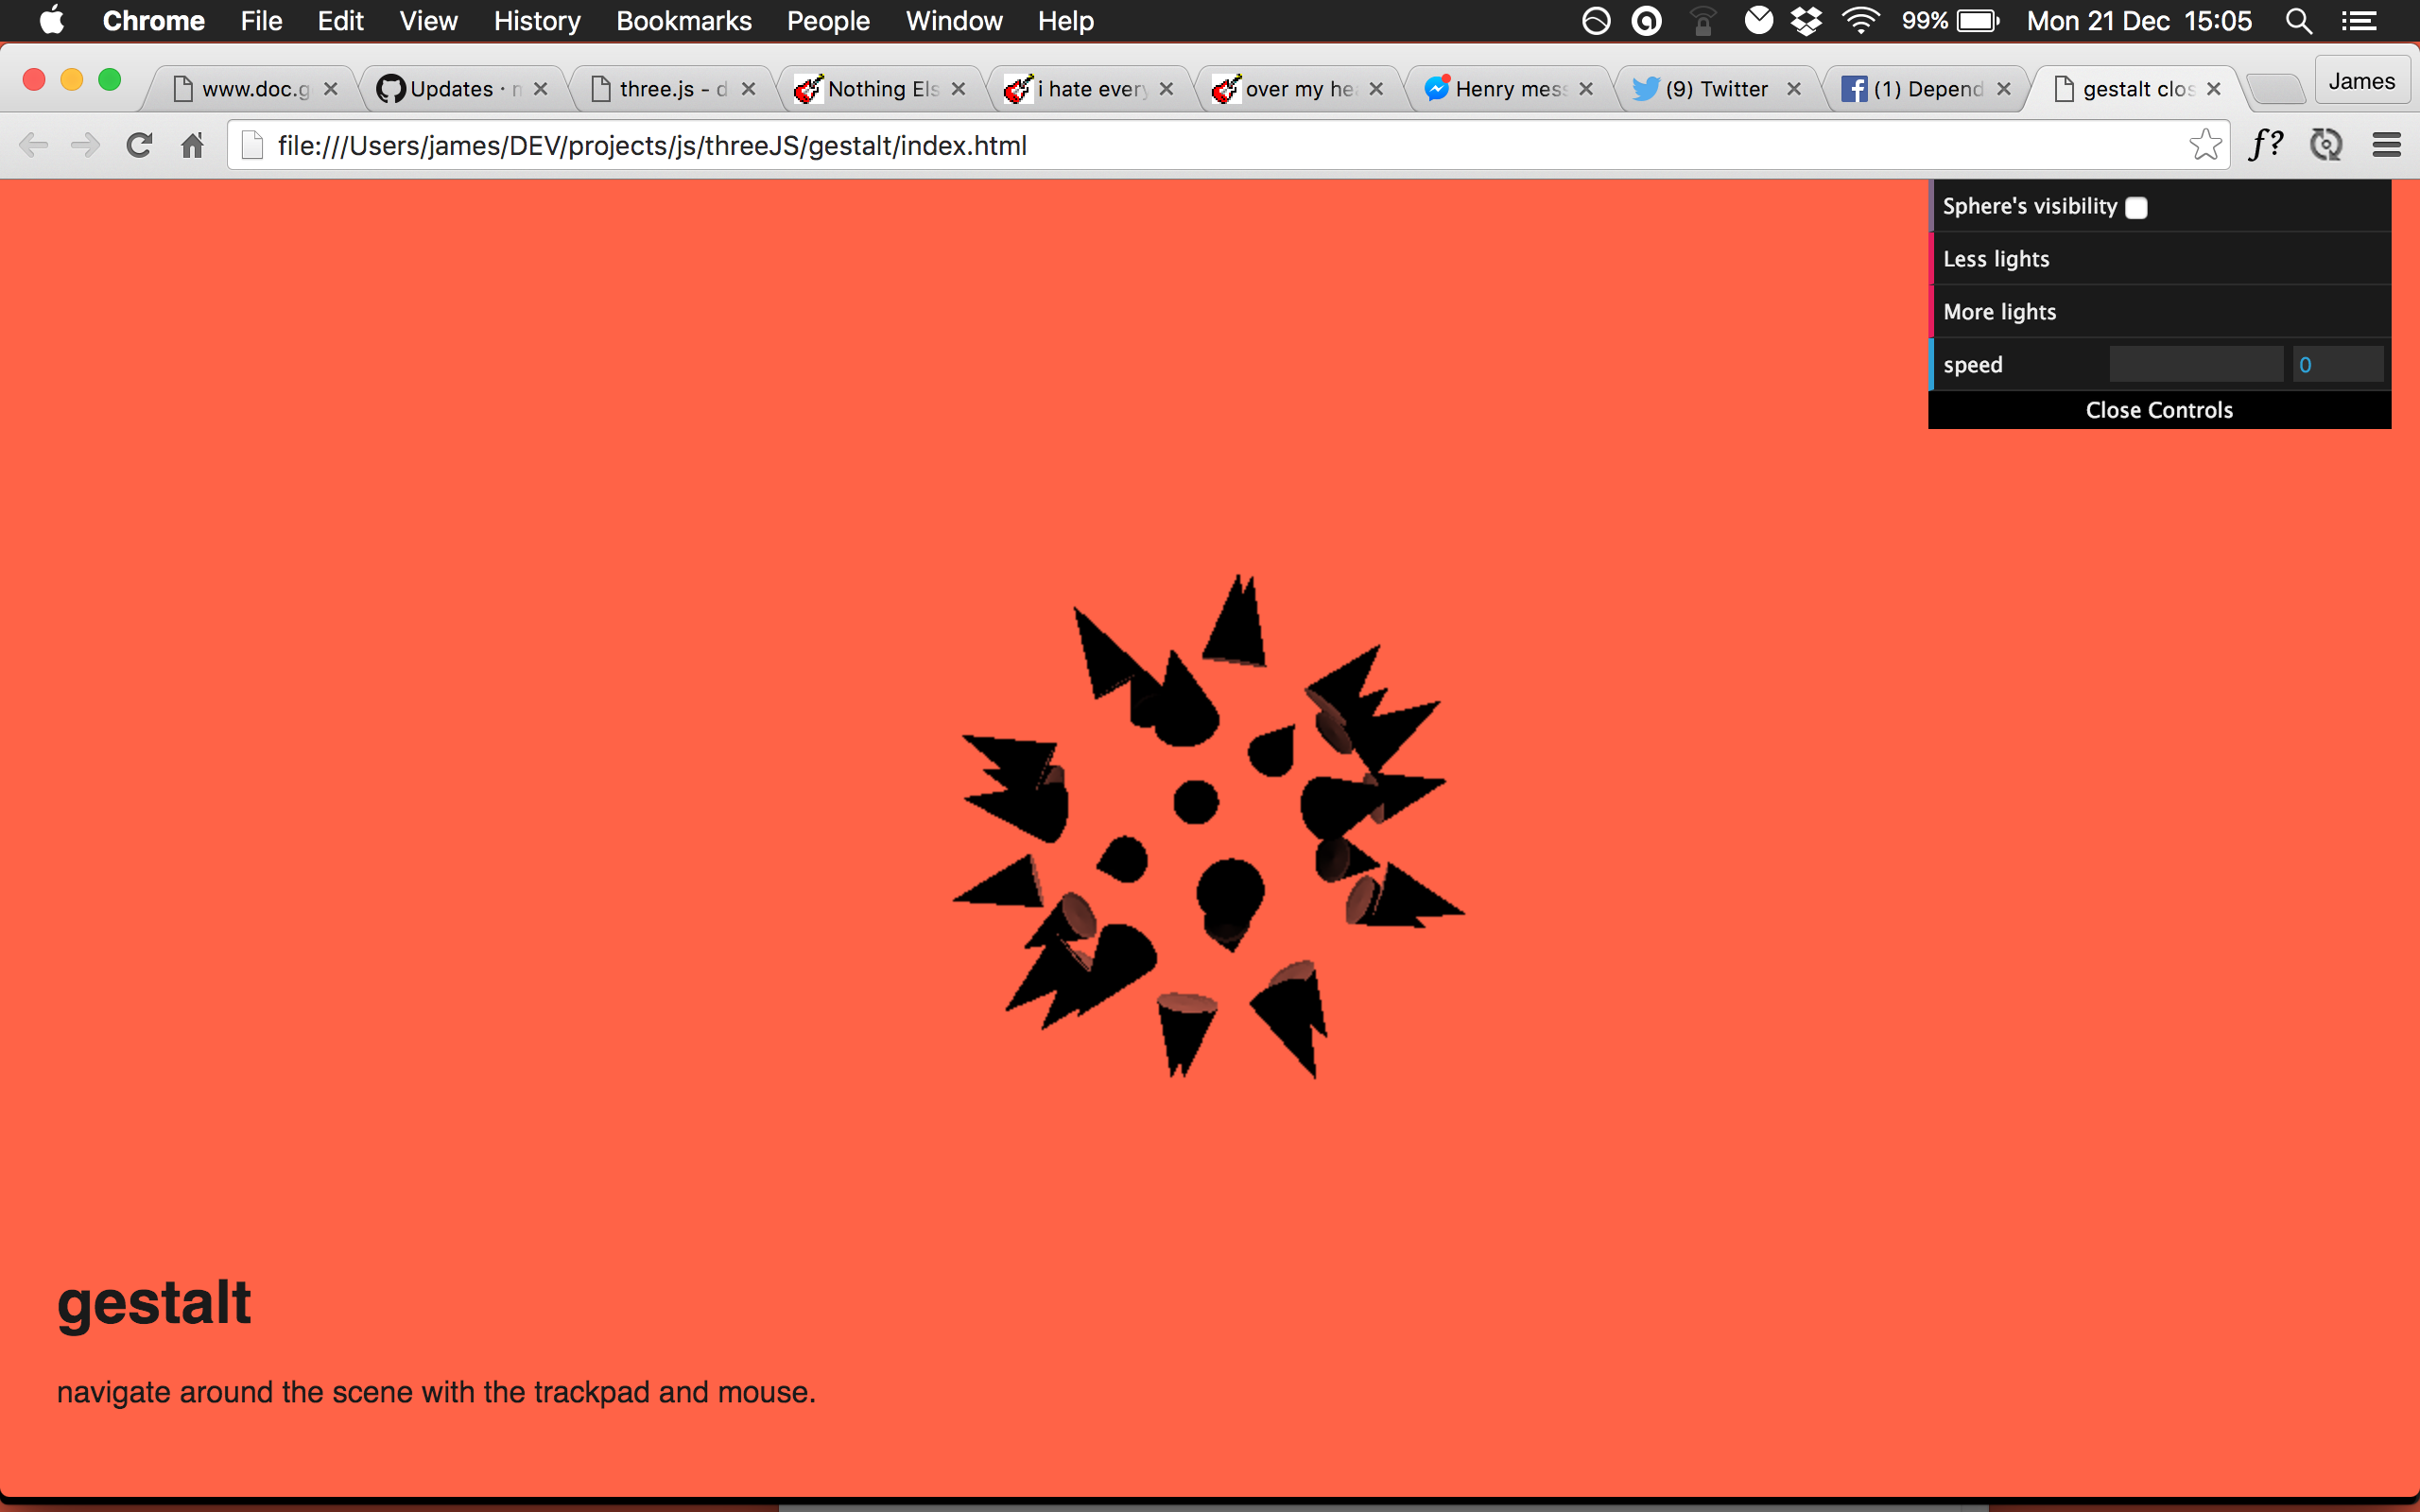 Chrome File Edit View History Bookmarks People Window Help 99% Mon 21 Dec 15:05
www.doc.g Updates · three.js - d Nothing Els i hate every over my he Henry mess (9) Twitter (1) Depend gestalt clos James
file:///Users/james/DEV/projects/js/threeJS/gestalt/index.html f?
Sphere's visibility
Less lights
More lights
speed 0
Close Controls
gestalt
navigate around the scene with the trackpad and mouse.